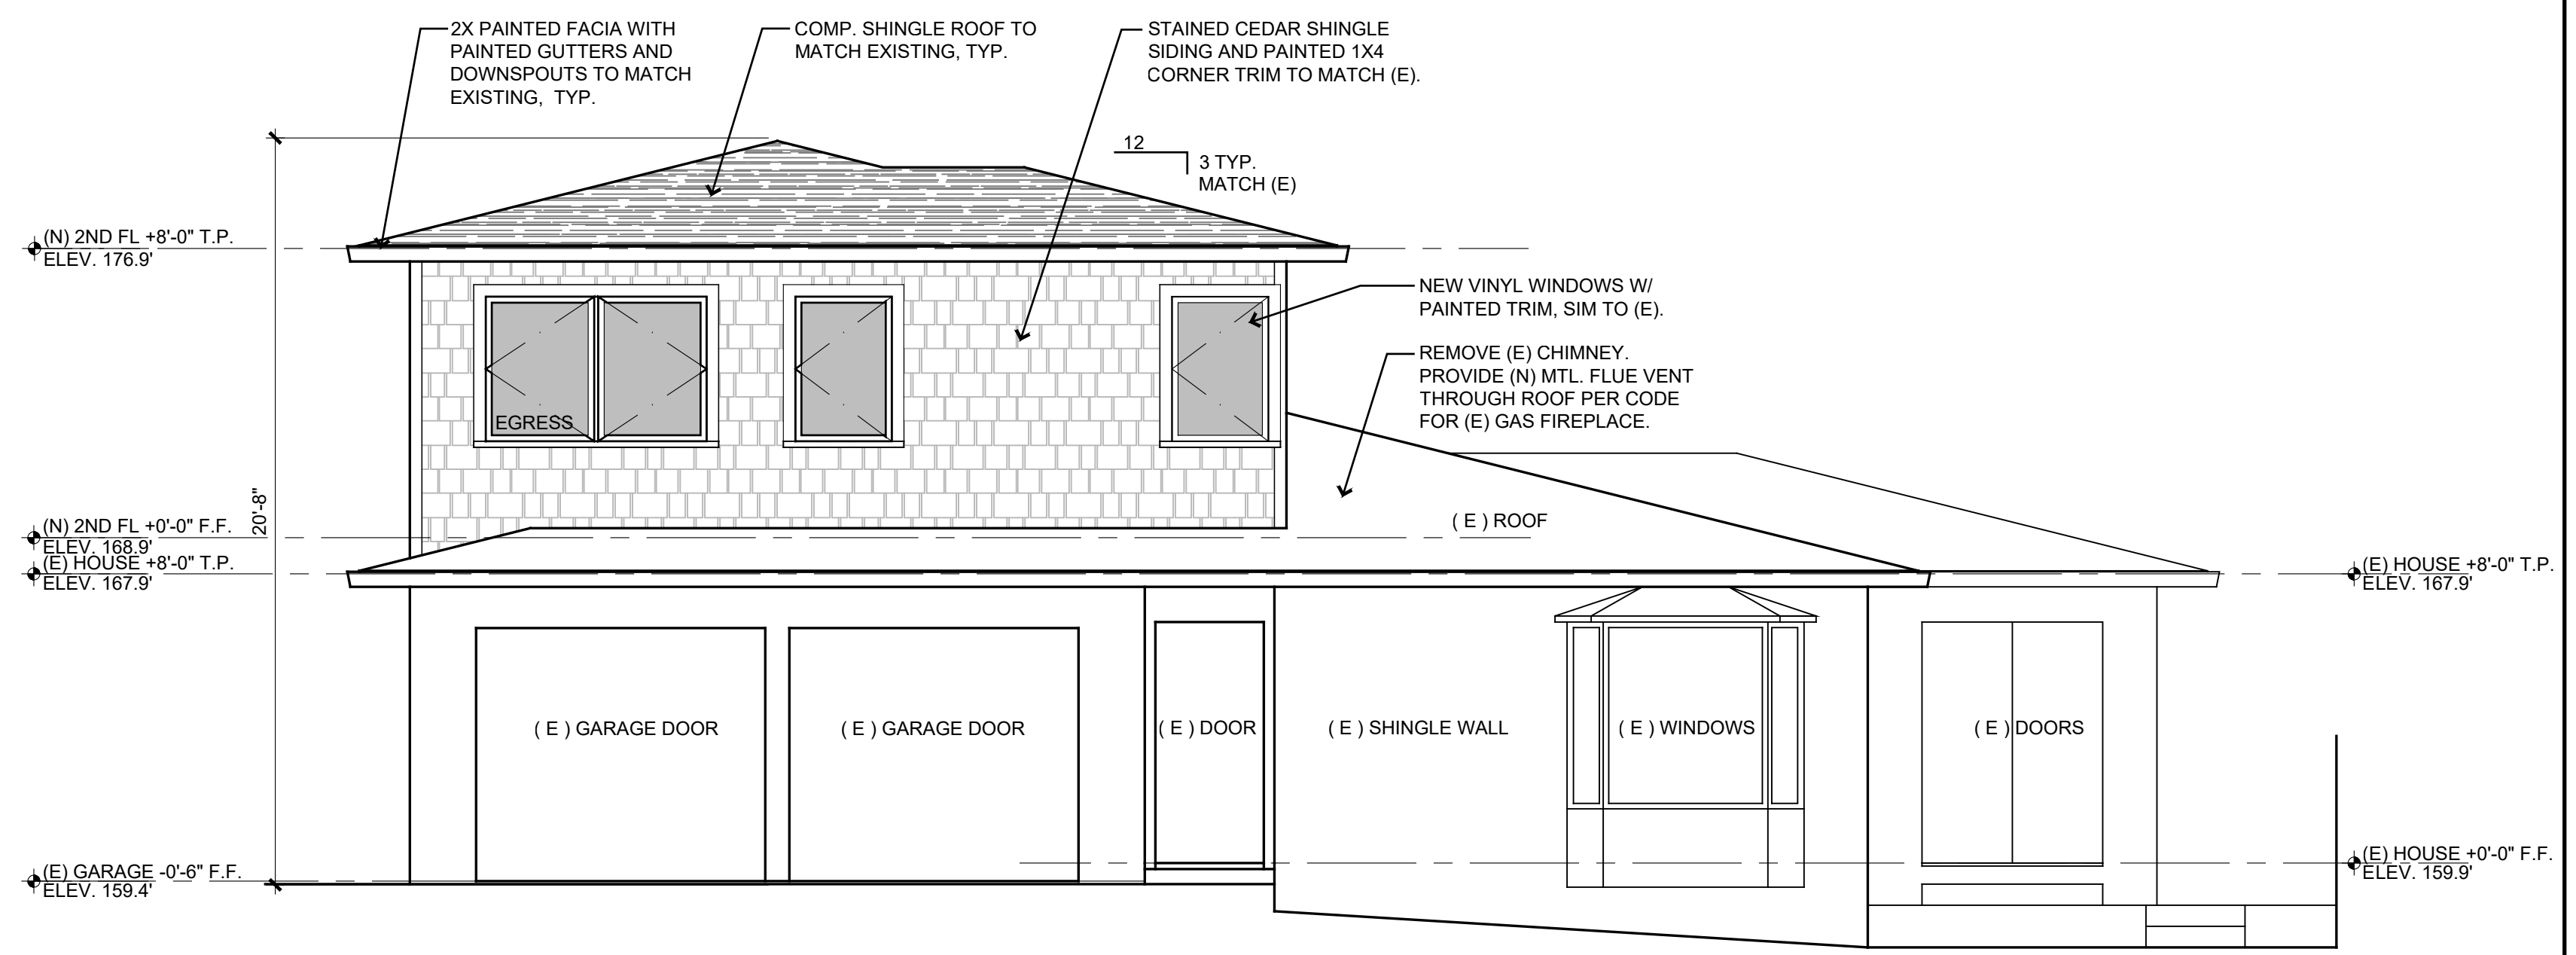 2X PAINTED FACIA WITH
PAINTED GUTTERS AND
DOWNSPOUTS TO MATCH
EXISTING, TYP.
COMP. SHINGLE ROOF TO
MATCH EXISTING, TYP.
STAINED CEDAR SHINGLE
SIDING AND PAINTED 1X4
CORNER TRIM TO MATCH (E).
12
3 TYP.
MATCH (E)
(N) 2ND FL +8'-0" T.P.
ELEV. 176.9'
NEW VINYL WINDOWS W/
PAINTED TRIM, SIM TO (E).
REMOVE (E) CHIMNEY.
PROVIDE (N) MTL. FLUE VENT
THROUGH ROOF PER CODE
FOR (E) GAS FIREPLACE.
EGRESS
20'-8"
(N) 2ND FL +0'-0" F.F.
ELEV. 168.9'
( E ) ROOF
(E) HOUSE +8'-0" T.P.
ELEV. 167.9'
(E) HOUSE +8'-0" T.P.
ELEV. 167.9'
( E ) GARAGE DOOR
( E ) GARAGE DOOR
( E ) DOOR
( E ) SHINGLE WALL
( E ) WINDOWS
( E ) DOORS
(E) GARAGE -0'-6" F.F.
ELEV. 159.4'
(E) HOUSE +0'-0" F.F.
ELEV. 159.9'